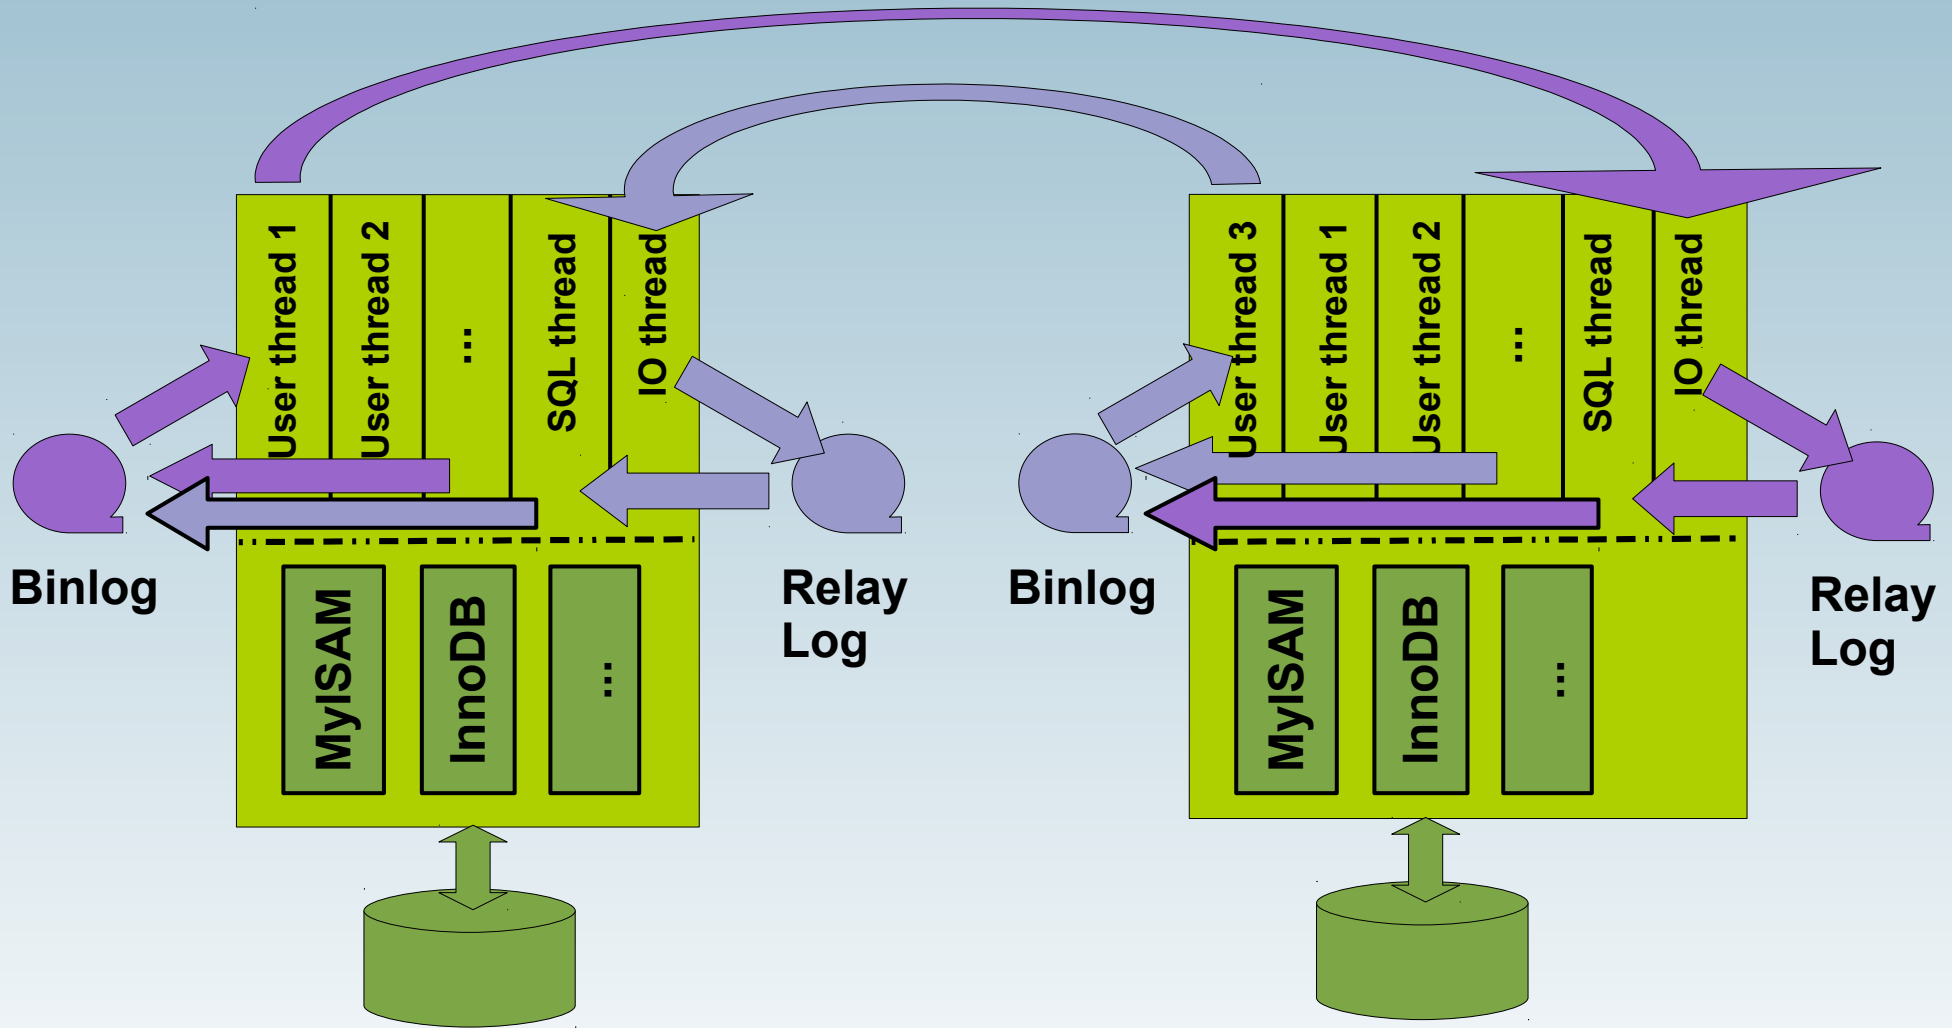 User thread 1
User thread 2
...
SQL thread
IO thread
Binlog
Relay
Log
MyISAM
InnoDB
...
User thread 3
User thread 1
User thread 2
...
SQL thread
IO thread
Binlog
Relay
Log
MyISAM
InnoDB
...